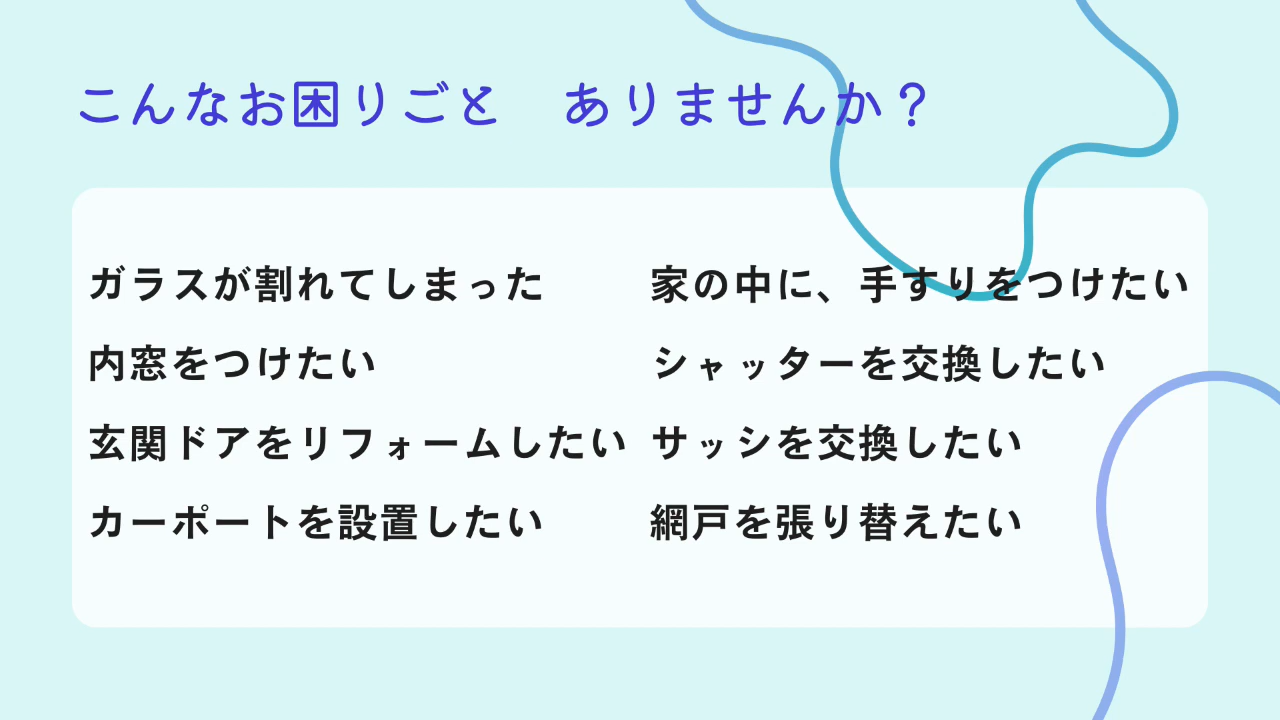 こんなお困りごと　ありませんか？
ガラスが割れてしまった
内窓をつけたい
玄関ドアをリフォームしたい
カーポートを設置したい
家の中に、手すりをつけたい
シャッターを交換したい
サッシを交換したい
網戸を張り替えたい